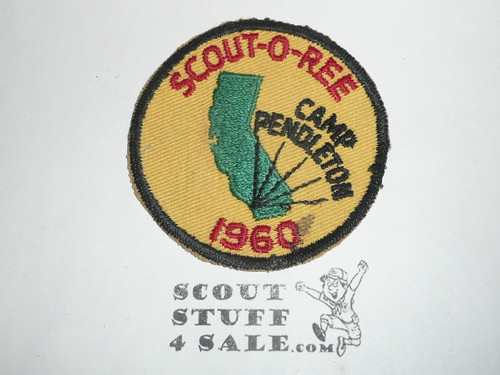 SCOUT-O-REE
CAMP
PENDLETON
1960
SCOUT
STUFF
4 SALE.COM